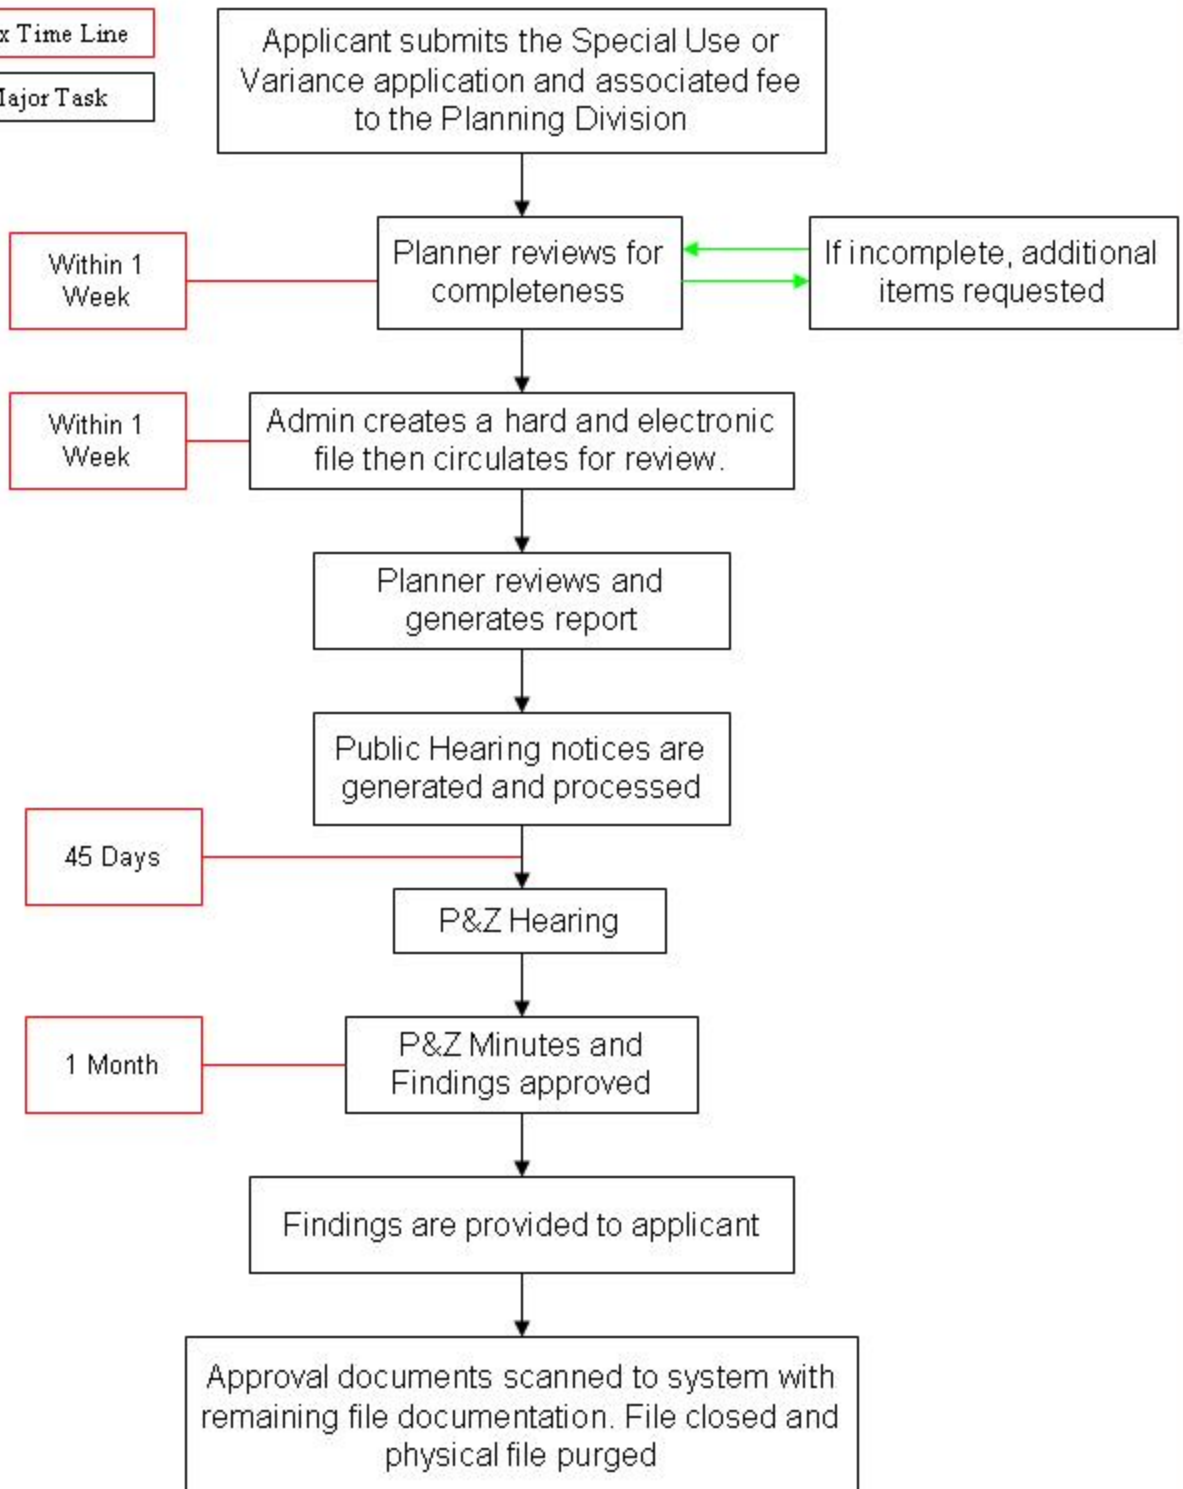 x Time Line
Major Task
Applicant submits the Special Use or
Variance application and associated fee
to the Planning Division
Within 1
Week
Planner reviews for
completeness
If incomplete, additional
items requested
Within 1
Week
Admin creates a hard and electronic
file then circulates for review.
Planner reviews and
generates report
Public Hearing notices are
generated and processed
45 Days
P&Z Hearing
1 Month
P&Z Minutes and
Findings approved
Findings are provided to applicant
Approval documents scanned to system with
remaining file documentation. File closed and
physical file purged